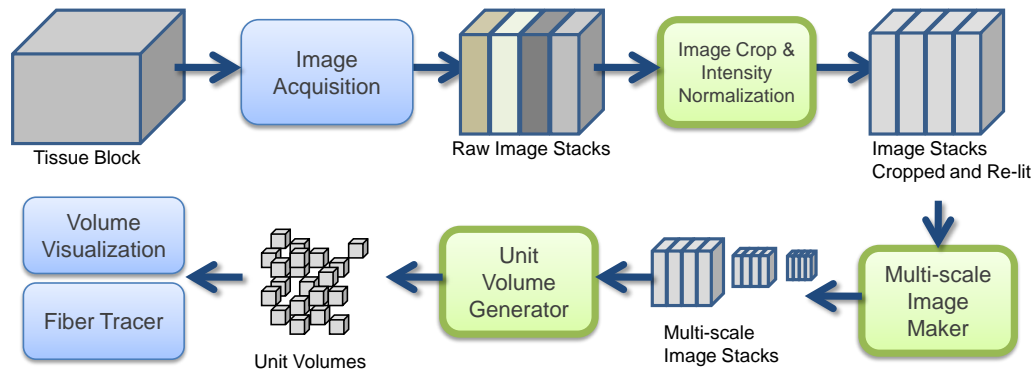 Tissue Block
Image
Acquisition
Raw Image Stacks
Image Crop &
Intensity
Normalization
Image Stacks
Cropped and Re-lit
Volume
Visualization
Fiber Tracer
Unit Volumes
Unit
Volume
Generator
Multi-scale
Image Stacks
Multi-scale
Image
Maker